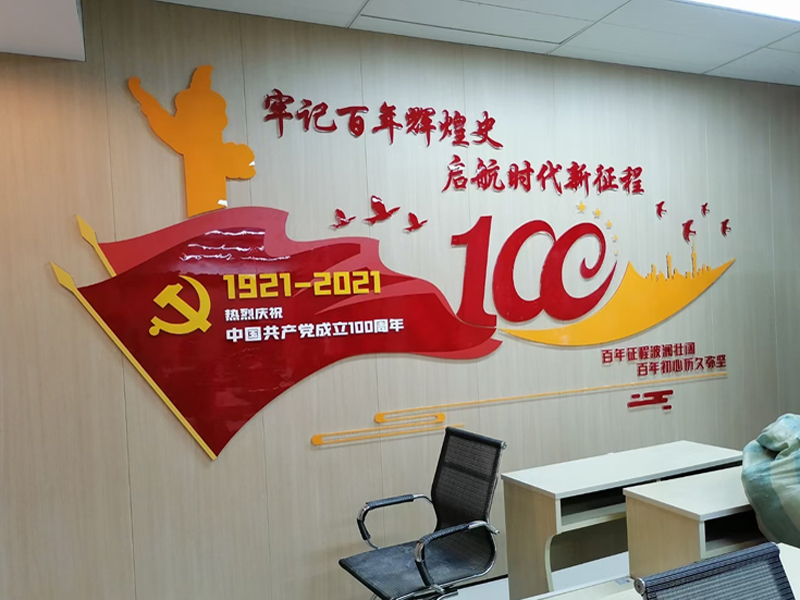 牢记百年辉煌史
启航时代新征程
100
1921-2021
热烈庆祝
中国共产党成立100周年
百年征程波澜壮阔
百年初心历久弥坚